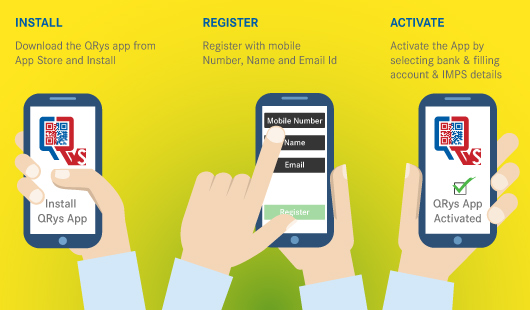 INSTALL
Download the QRys app from
App Store and Install
REGISTER
Register with mobile
Number, Name and Email Id
ACTIVATE
Activate the App by
selecting bank & filling
account & IMPS details
YS
Install
QRys App
Mobile Number
Name
Email
Register
YS
QRys App
Activated